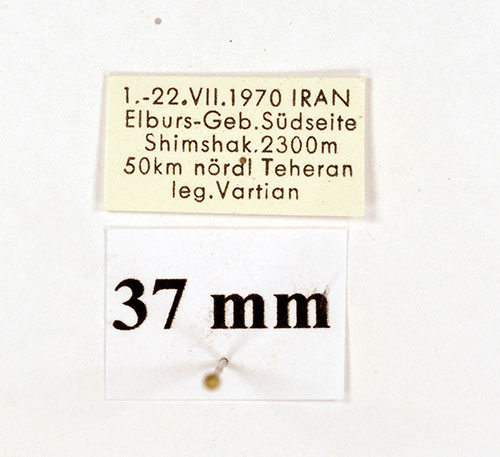 1.-22.VII.1970 IRAN
Elburs-Geb.Südseite
Shimshak.2300m
50km nördl Teheran
leg.Vartian
37 mm